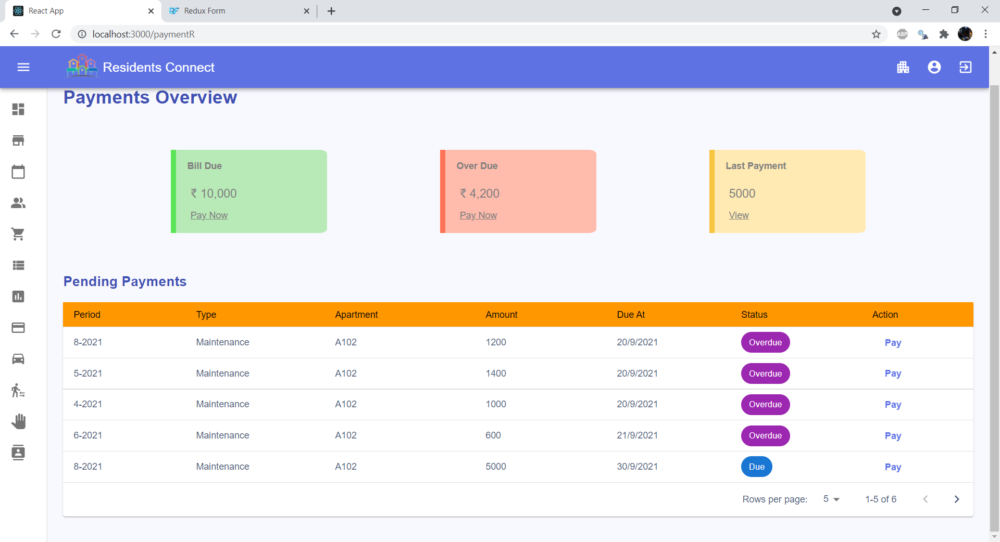 React App
Redux Form
localhost:3000/paymentR
ABP
Residents Connect
Payments Overview
Bill Due
₹ 10,000
Pay Now
Over Due
₹ 4,200
Pay Now
Last Payment
5000
View
Pending Payments
Period Type Apartment Amount Due At Status Action
8-2021 Maintenance A102 1200 20/9/2021 Overdue Pay
5-2021 Maintenance A102 1400 20/9/2021 Overdue Pay
4-2021 Maintenance A102 1000 20/9/2021 Overdue Pay
6-2021 Maintenance A102 600 21/9/2021 Overdue Pay
8-2021 Maintenance A102 5000 30/9/2021 Due Pay
Rows per page: 5 1-5 of 6